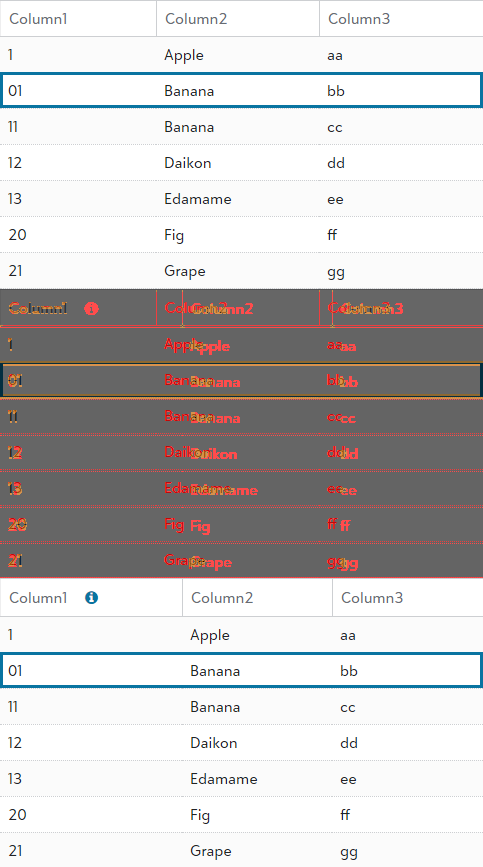 Column1 Column2 Column3
1 Apple aa
01 Banana bb
11 Banana cc
12 Daikon dd
13 Edamame ee
20 Fig ff
21 Grape gg
Column1 Column2 Column3
1 Apple aa
01 Banana bb
11 Banana cc
12 Daikon dd
13 Edamame ee
20 Fig ff
21 Grape gg
Column1 Column2 Column3
1 Apple aa
01 Banana bb
11 Banana cc
12 Daikon dd
13 Edamame ee
20 Fig ff
21 Grape gg